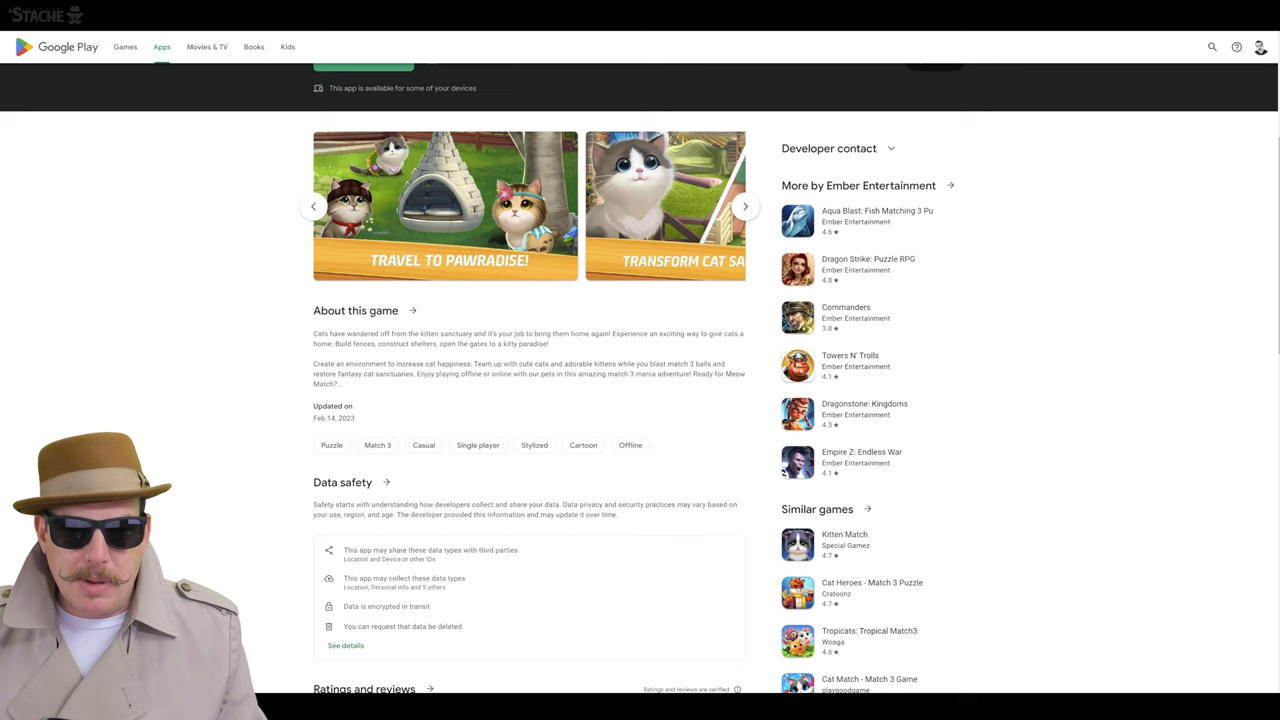 STACHE
Google Play
Games
Apps
Movies & TV
Books
Kids
This app is available for some of your devices
TRAVEL TO PAWRADISE!
TRANSFORM CAT SA
About this game
Cats have wandered off from the kitten sanctuary and it's your job to bring them home again! Experience an exciting way to give cats a
home: Build fences, construct shelters, open the gates to a kitty paradise!
Create an environment to increase cat happiness: Team up with cute cats and adorable kittens while you blast match 3 balls and
restore fantasy cat sanctuaries. Enjoy playing offline or online with our pets in this amazing match 3 mania adventure! Ready for Meow
Match?...
Updated on
Feb 14, 2023
Puzzle
Match 3
Casual
Single player
Stylized
Cartoon
Offline
Data safety
Safety starts with understanding how developers collect and share your data. Data privacy and security practices may vary based on
your use, region, and age. The developer provided this information and may update it over time.
This app may share these data types with third parties
Location and Device or other IDs
This app may collect these data types
Location, Personal info and 5 others
Data is encrypted in transit
You can request that data be deleted
See details
Ratings and reviews
Ratings and reviews are verified
Developer contact
More by Ember Entertainment
Aqua Blast: Fish Matching 3 Pu
Ember Entertainment
4.6 ★
Dragon Strike: Puzzle RPG
Ember Entertainment
4.8 ★
Commanders
Ember Entertainment
3.8 ★
Towers N' Trolls
Ember Entertainment
4.1 ★
Dragonstone: Kingdoms
Ember Entertainment
4.3 ★
Empire Z: Endless War
Ember Entertainment
4.1 ★
Similar games
Kitten Match
Special Gamez
4.7 ★
Cat Heroes - Match 3 Puzzle
Cratoonz
4.7 ★
Tropicats: Tropical Match3
Wooga
4.6 ★
Cat Match - Match 3 Game
playgoodgame